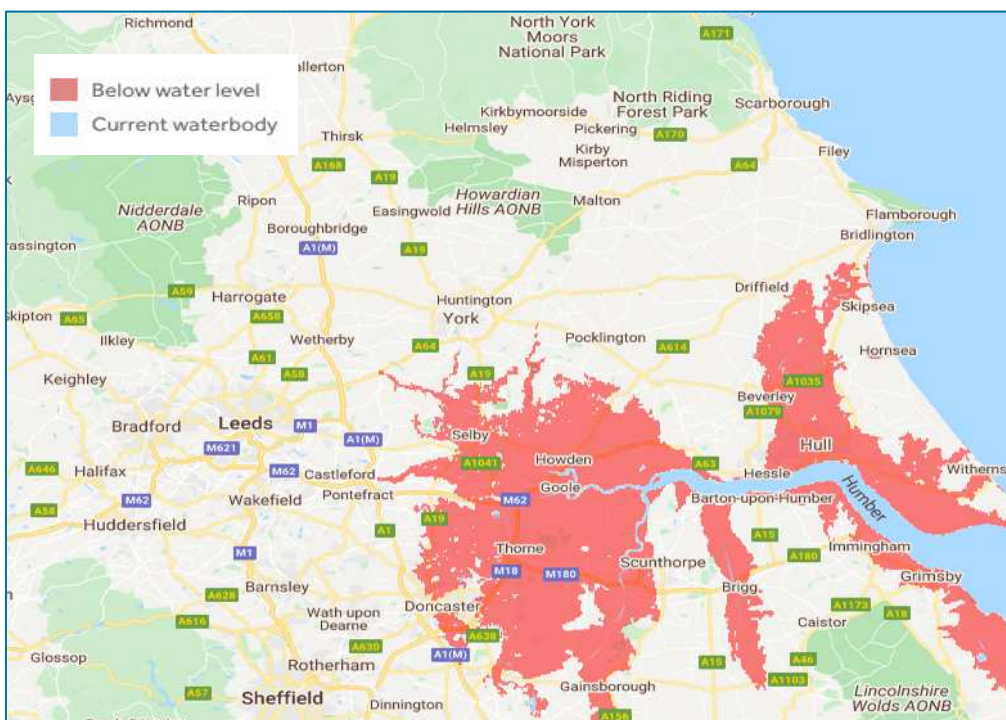 Richmond
North York
Moors
National Park
A171
Below water level
Current waterbody
North Riding
Forest Park
Scarborough
Kirkbymoorside
Helmsley
Pickering
A170
Thirsk
Kirby
Misperton
Filey
A168
A19
A64
Nidderdale
AONB
Ripon
Easingwold
Howardian
Hills AONB
Malton
Flamborough
Boroughbridge
Bridlington
A1(M)
A19
A59
Harrogate
Huntington
York
Driffield
Skipton
A65
A658
Skipsea
Ilkley
Wetherby
A64
Pocklington
A614
Hornsea
Keighley
A61
A58
A19
A1035
Beverley
A1079
Bradford
Leeds
M1
A1(M)
Selby
Hull
M621
A646
Halifax
M62
M62
Castleford
A1041
Howden
A63
Hessle
Goole
Wakefield
Pontefract
M62
Barton-upon-Humber
Humber
A58
Huddersfield
A19
A1
A15
M1
Thorne
Scunthorpe
A180
Immingham
M18
M180
Grimsby
Barnsley
Brigg
A628
Wath upon
Dearne
Doncaster
A616
A1173
A18
Caistor
A638
A630
A1(M)
Glossop
Rotherham
A15
A46
A57
Sheffield
Dinnington
Gainsborough
A1103
A156
Lincolnshire
Wolds AONB